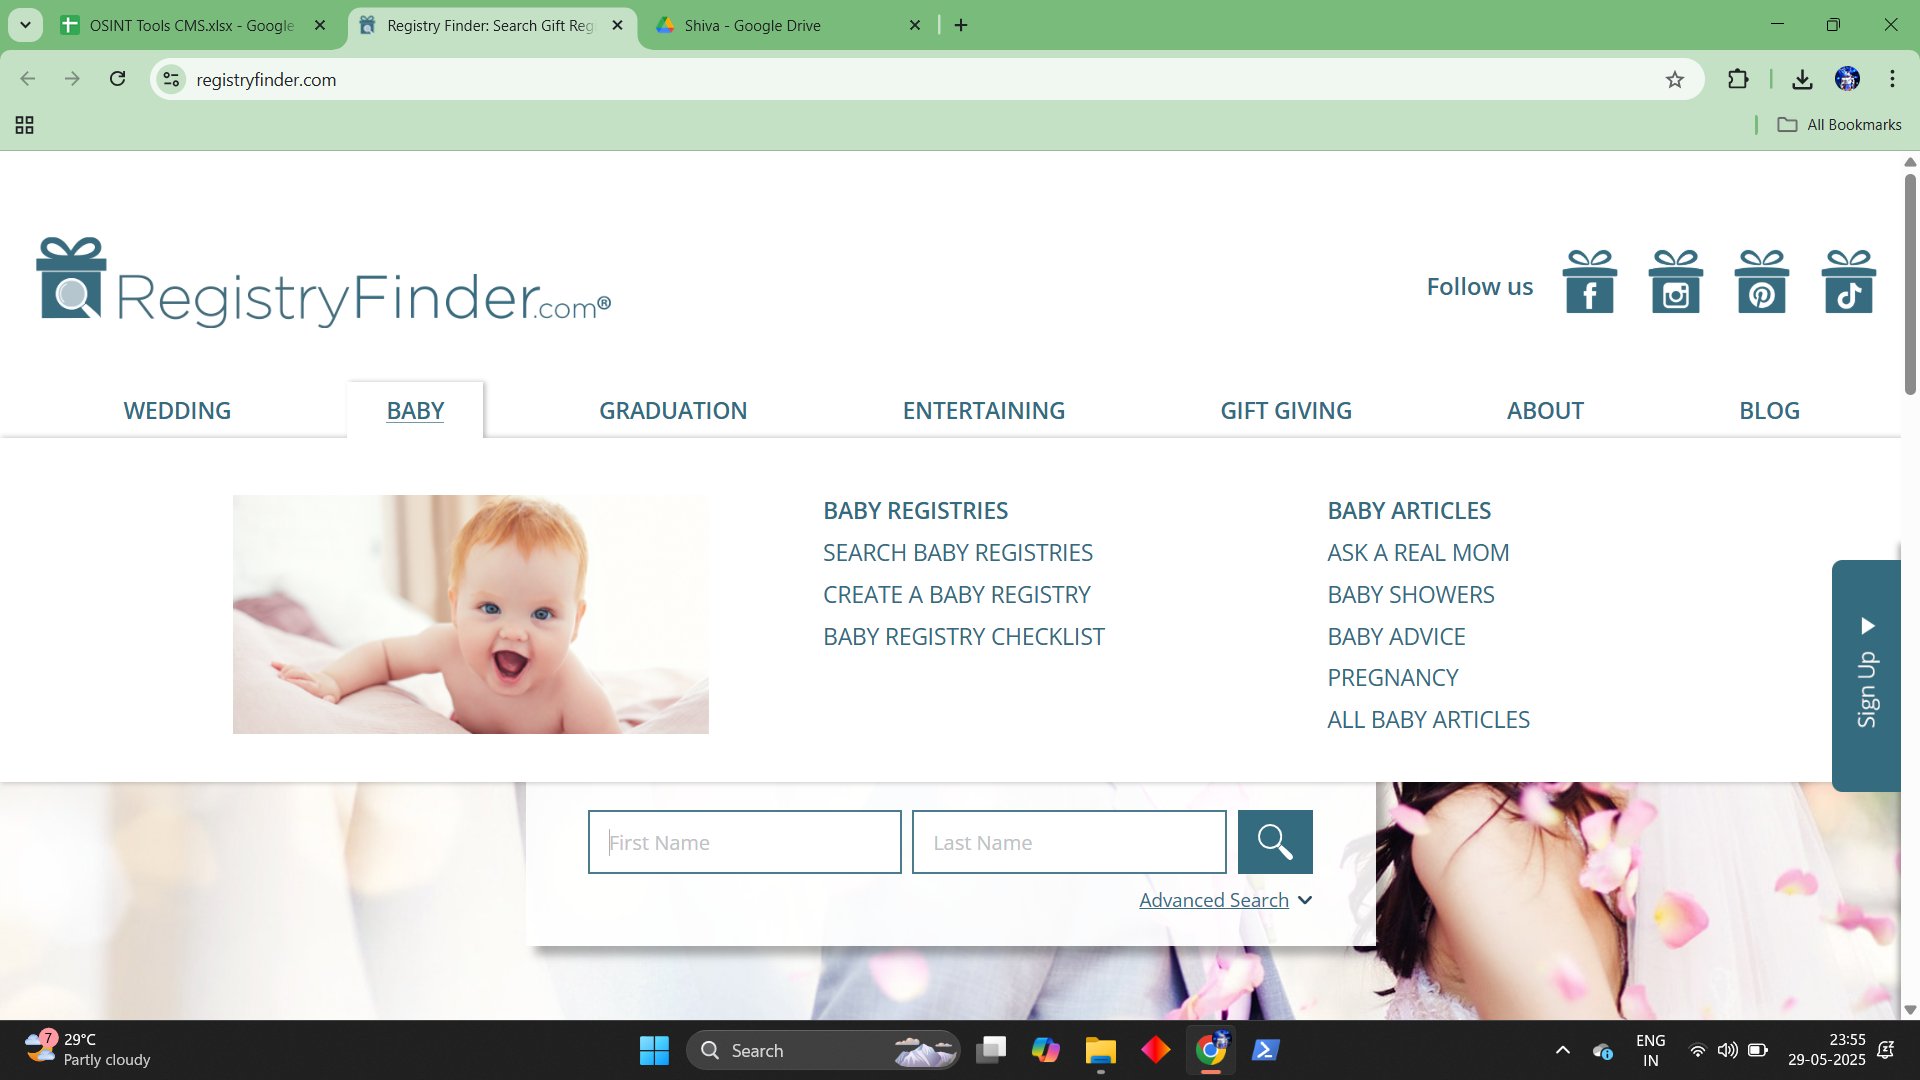 OSINT Tools CMS.xlsx - Google
Registry Finder: Search Gift Reg
Shiva - Google Drive
registryfinder.com
All Bookmarks
RegistryFinder.com®
Follow us
WEDDING
BABY
GRADUATION
ENTERTAINING
GIFT GIVING
ABOUT
BLOG
BABY REGISTRIES
SEARCH BABY REGISTRIES
CREATE A BABY REGISTRY
BABY REGISTRY CHECKLIST
BABY ARTICLES
ASK A REAL MOM
BABY SHOWERS
BABY ADVICE
PREGNANCY
ALL BABY ARTICLES
Sign Up
First Name
Last Name
Advanced Search
7
29°C
Partly cloudy
Search
ENG
IN
23:55
29-05-2025